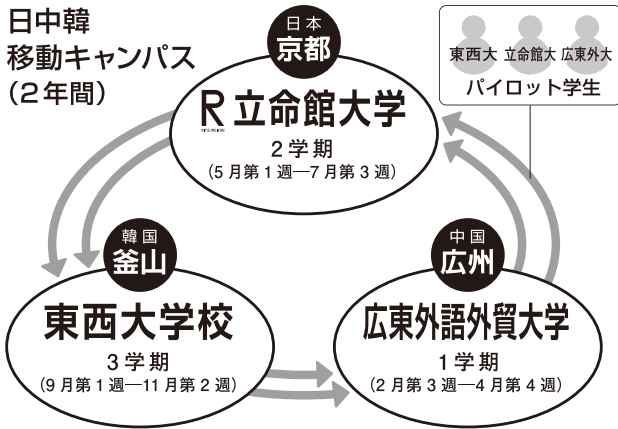 日中韓
移動キャンパス
（2年間）
日本
京都
R 立命館大学
RITSUMEIKAN
2学期
（5月第1週―7月第3週）
東西大 立命館大 広東外大
パイロット学生
韓国
釜山
東西大学校
3学期
（9月第1週―11月第2週）
中国
広州
広東外語外貿大学
1学期
（2月第3週―4月第4週）